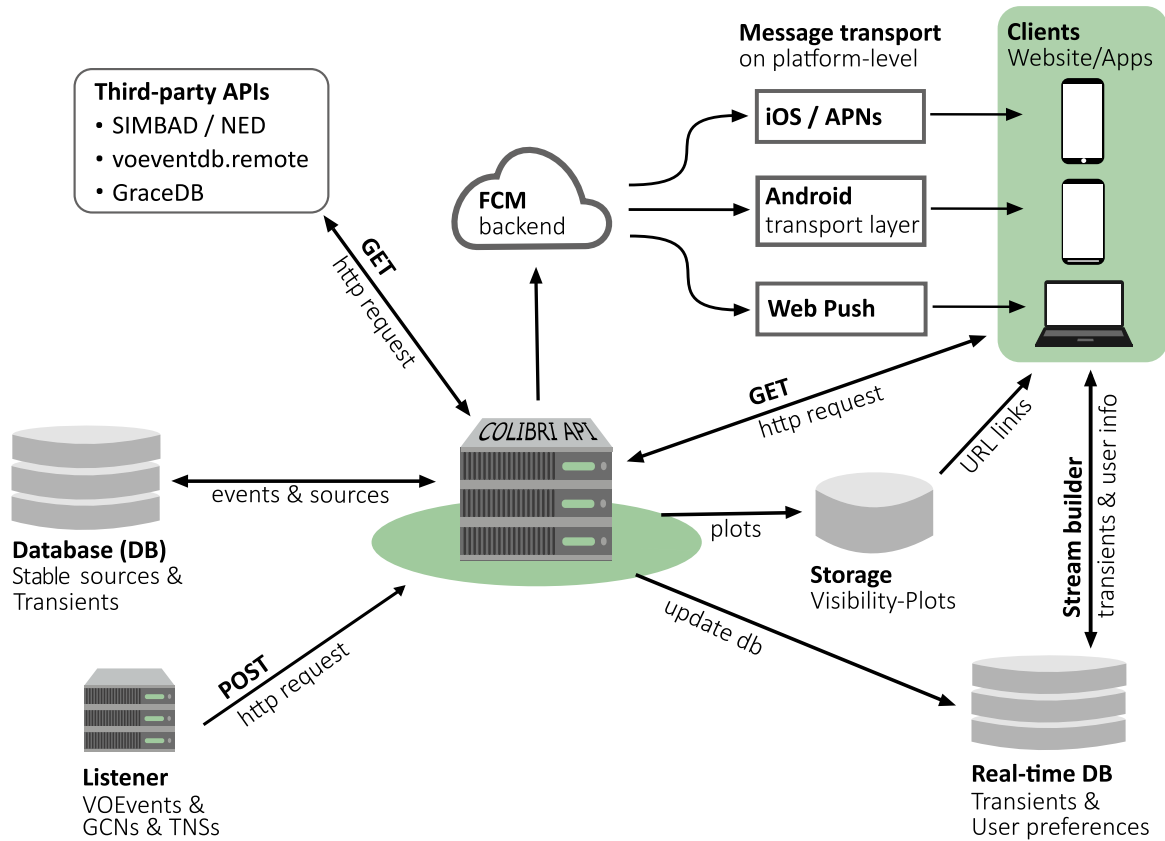 Message transport
on platform-level
Clients
Website/Apps
Third-party APIs
• SIMBAD / NED
• voeventdb.remote
• GraceDB
iOS / APNs
FCM
backend
Android
transport layer
Web Push
GET
http request
GET
http request
COLIBRI API
events & sources
Database (DB)
Stable sources &
Transients
plots
URL links
Storage
Visibility-Plots
Stream builder
transients & user info
update db
POST
http request
Listener
VOEvents &
GCNs & TNSs
Real-time DB
Transients &
User preferences